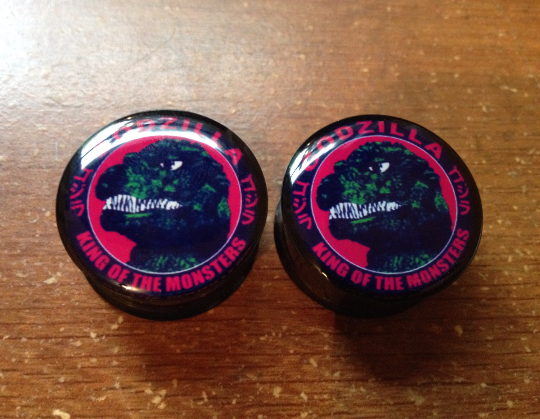 GODZILLA
KING OF THE MONSTERS
GODZILLA
KING OF THE MONSTERS